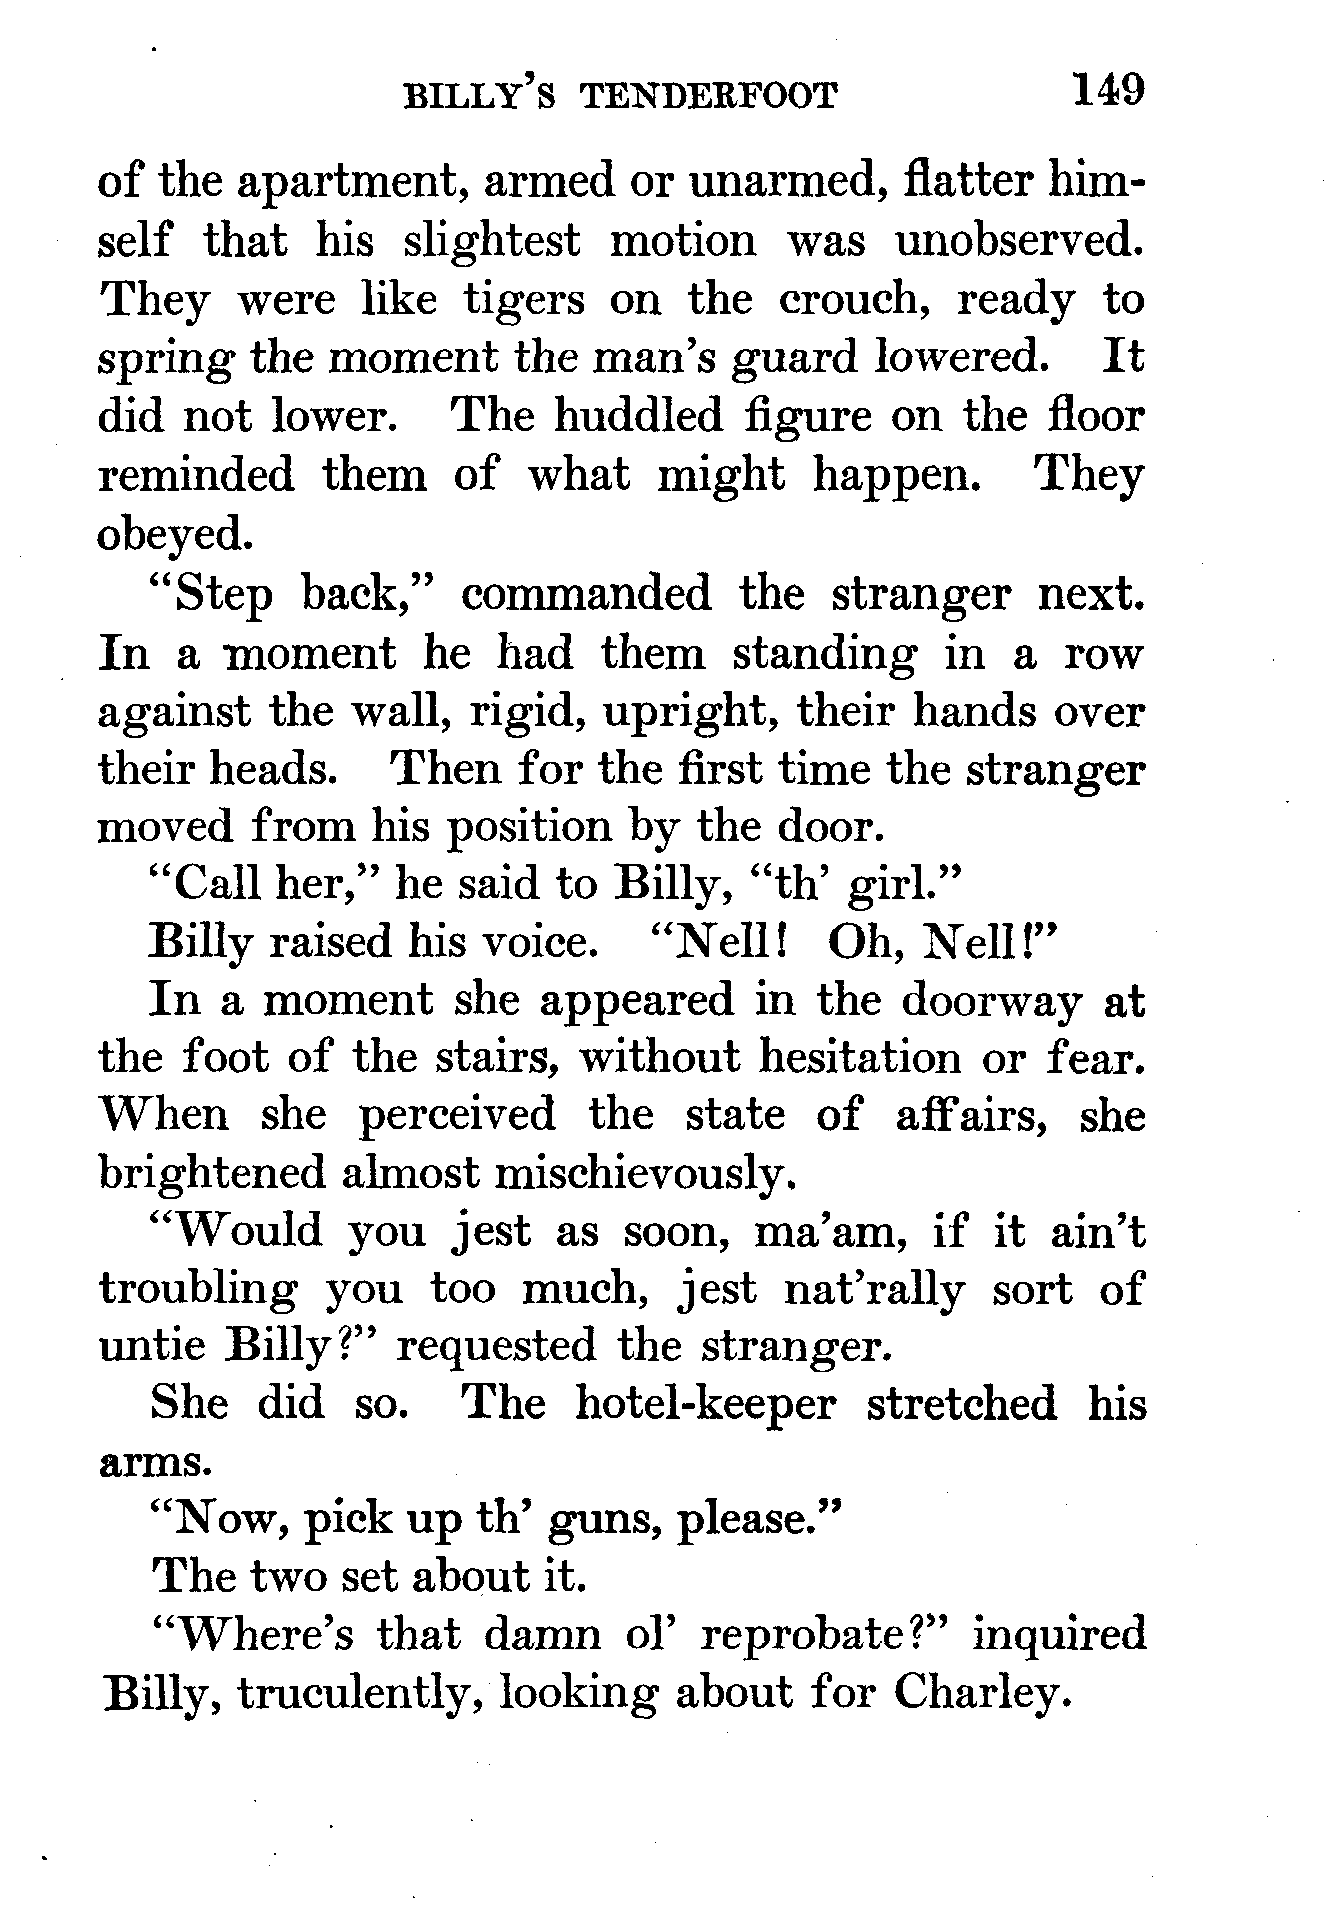 BILLY'S TENDERFOOT 149
of the apartment, armed or unarmed, flatter him-
self that his slightest motion was unobserved.
They were like tigers on the crouch, ready to
spring the moment the man's guard lowered. It
did not lower. The huddled figure on the floor
reminded them of what might happen. They
obeyed.
“Step back,” commanded the stranger next.
In a moment he had them standing in a row
against the wall, rigid, upright, their hands over
their heads. Then for the first time the stranger
moved from his position by the door.
“Call her,” he said to Billy, “th’ girl.”
Billy raised his voice. “Nell! Oh, Nell!”
In a moment she appeared in the doorway at
the foot of the stairs, without hesitation or fear.
When she perceived the state of affairs, she
brightened almost mischievously.
“Would you jest as soon, ma’am, if it ain’t
troubling you too much, jest nat’rally sort of
untie Billy?” requested the stranger.
She did so. The hotel-keeper stretched his
arms.
“Now, pick up th’ guns, please.”
The two set about it.
“Where’s that damn ol’ reprobate?” inquired
Billy, truculently, looking about for Charley.